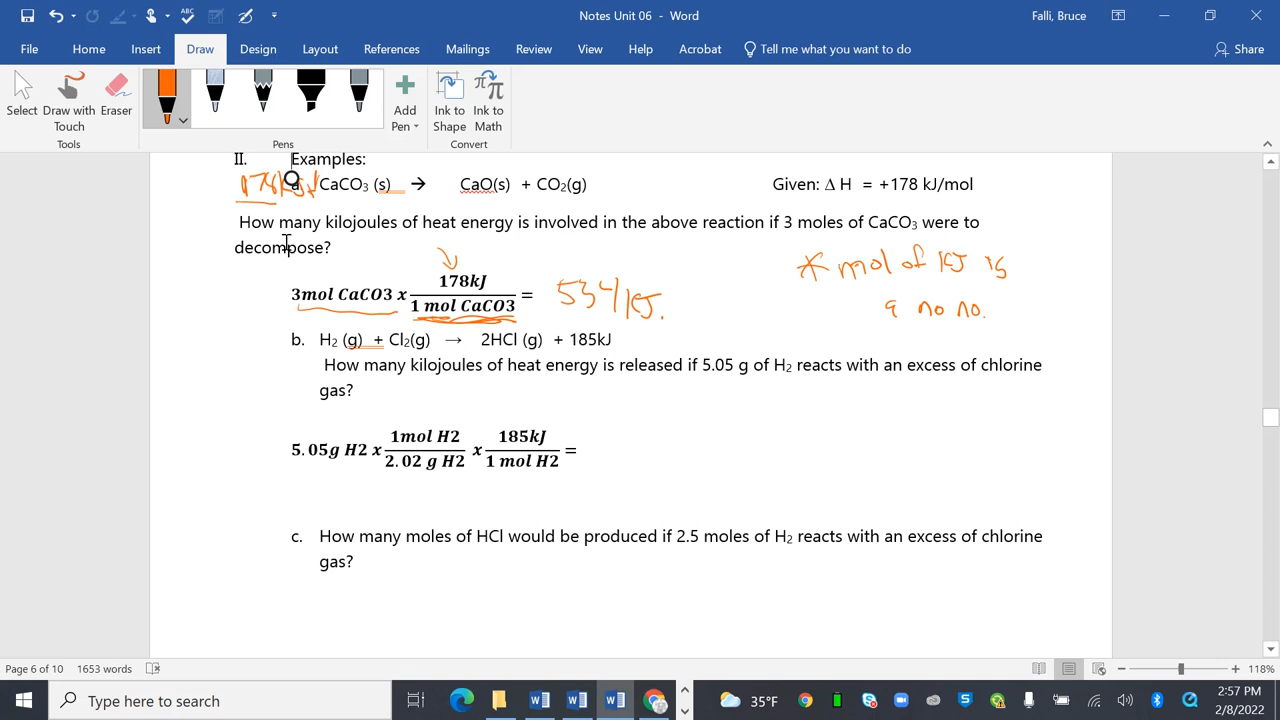 Notes Unit 06 - Word
Falli, Bruce
File Home Insert Draw Design Layout References Mailings Review View Help Acrobat Tell me what you want to do Share
Select Draw with Touch Eraser Add Pen Ink to Shape Ink to Math
Tools Pens Convert
II. Examples:
178kJ CaCO3 (s) → CaO(s) + CO2(g) Given: Δ H = +178 kJ/mol
How many kilojoules of heat energy is involved in the above reaction if 3 moles of CaCO3 were to
decompose?
* mol of KJ is
a no no.
178kJ
3mol CaCO3 x ――― = 534 KJ.
1 mol CaCO3
b. H2 (g) + Cl2(g) → 2HCl (g) + 185kJ
How many kilojoules of heat energy is released if 5.05 g of H2 reacts with an excess of chlorine
gas?
1mol H2 185kJ
5.05g H2 x ――― x ――― =
2.02 g H2 1 mol H2
c. How many moles of HCl would be produced if 2.5 moles of H2 reacts with an excess of chlorine
gas?
Page 6 of 10 1653 words 118%
Type here to search 35°F 2:57 PM
2/8/2022